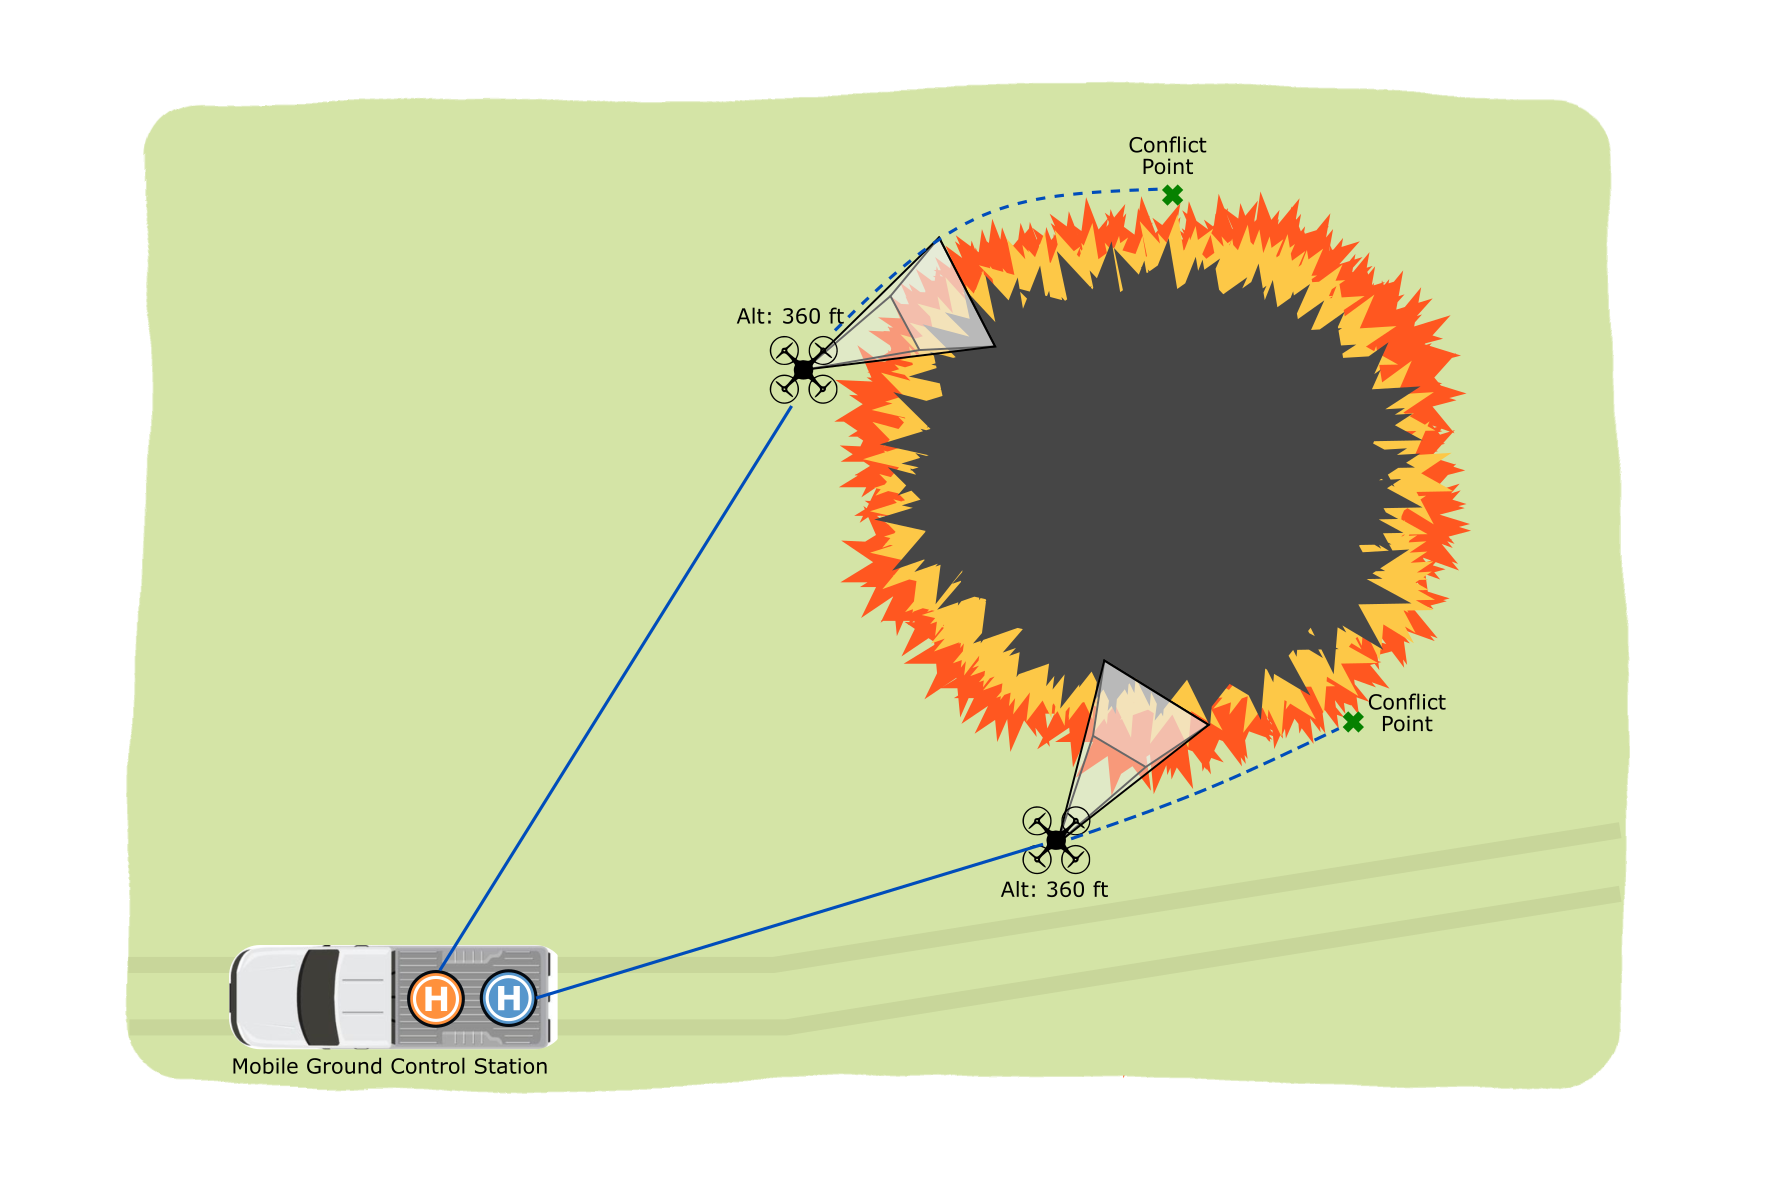 Conflict
Point
Alt: 360 ft
Conflict
Point
Alt: 360 ft
H H
Mobile Ground Control Station